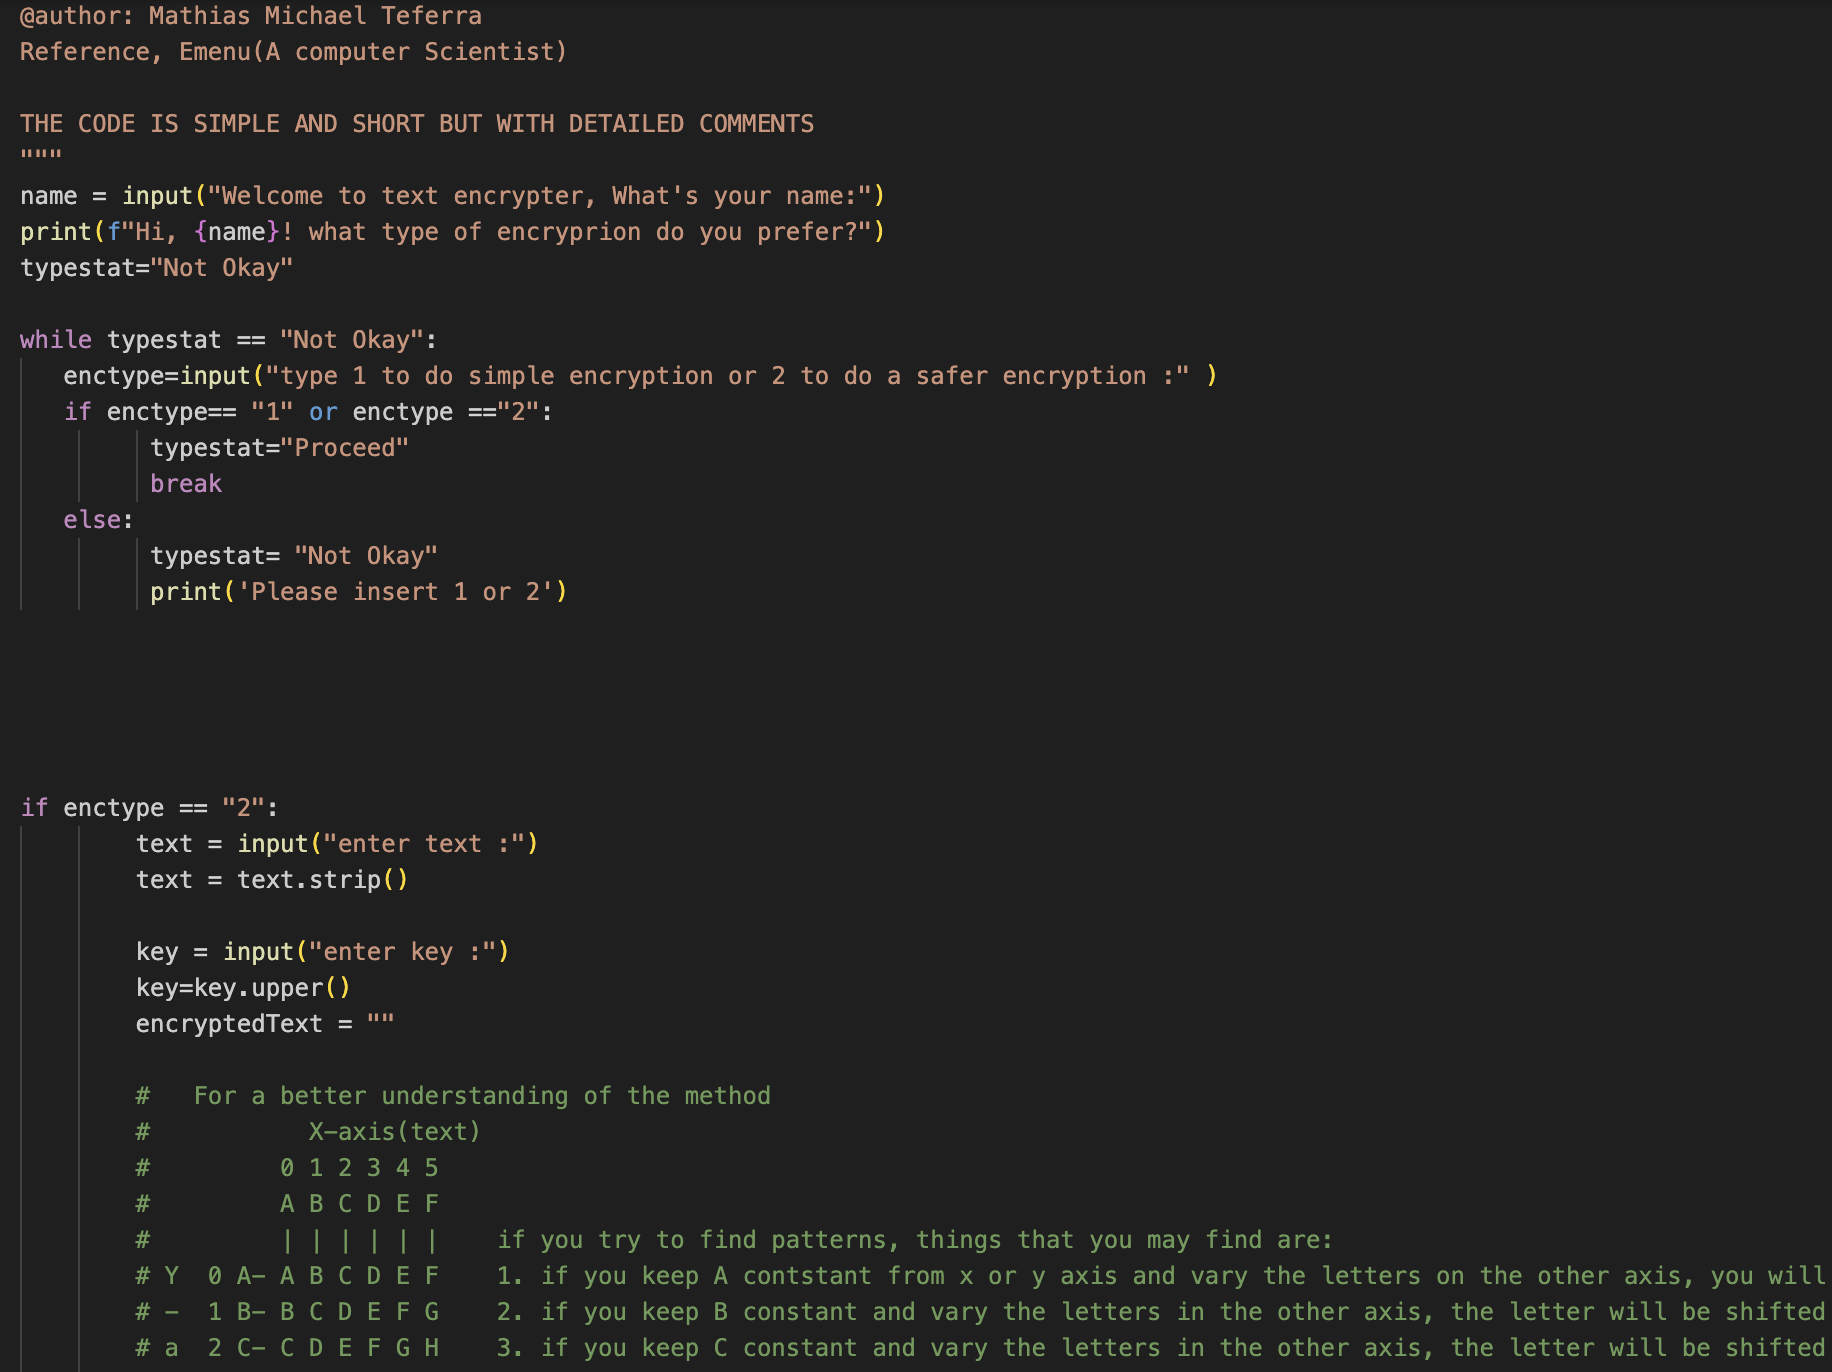 @author: Mathias Michael Teferra
Reference, Emenu(A computer Scientist)

THE CODE IS SIMPLE AND SHORT BUT WITH DETAILED COMMENTS
"""
name = input("Welcome to text encrypter, What's your name:")
print(f"Hi, {name}! what type of encryprion do you prefer?")
typestat="Not Okay"

while typestat == "Not Okay":
   enctype=input("type 1 to do simple encryption or 2 to do a safer encryption :" )
   if enctype== "1" or enctype =="2":
         typestat="Proceed"
         break
   else:
         typestat= "Not Okay"
         print('Please insert 1 or 2')

if enctype == "2":
        text = input("enter text :")
        text = text.strip()

        key = input("enter key :")
        key=key.upper()
        encryptedText = ""

        #   For a better understanding of the method
        #           X-axis(text)
        #         0 1 2 3 4 5
        #         A B C D E F
        #         | | | | | |    if you try to find patterns, things that you may find are:
        # Y  0 A- A B C D E F    1. if you keep A contstant from x or y axis and vary the letters on the other axis, you will
        # -  1 B- B C D E F G    2. if you keep B constant and vary the letters in the other axis, the letter will be shifted
        # a  2 C- C D E F G H    3. if you keep C constant and vary the letters in the other axis, the letter will be shifted